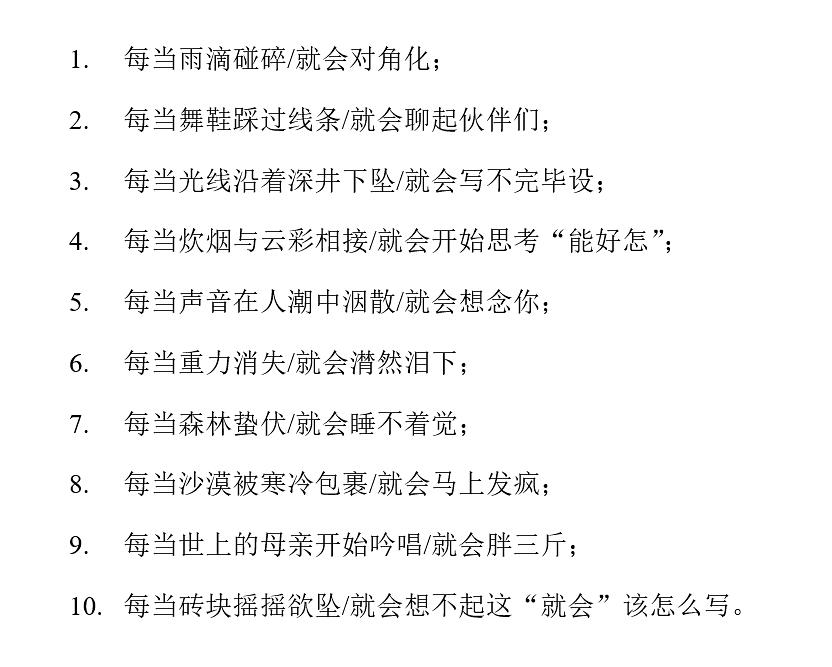 1. 每当雨滴碰碎/就会对角化；
2. 每当舞鞋踩过线条/就会聊起伙伴们；
3. 每当光线沿着深井下坠/就会写不完毕设；
4. 每当炊烟与云彩相接/就会开始思考“能好怎”；
5. 每当声音在人潮中洇散/就会想念你；
6. 每当重力消失/就会潸然泪下；
7. 每当森林蛰伏/就会睡不着觉；
8. 每当沙漠被寒冷包裹/就会马上发疯；
9. 每当世上的母亲开始吟唱/就会胖三斤；
10. 每当砖块摇摇欲坠/就会想不起这“就会”该怎么写。